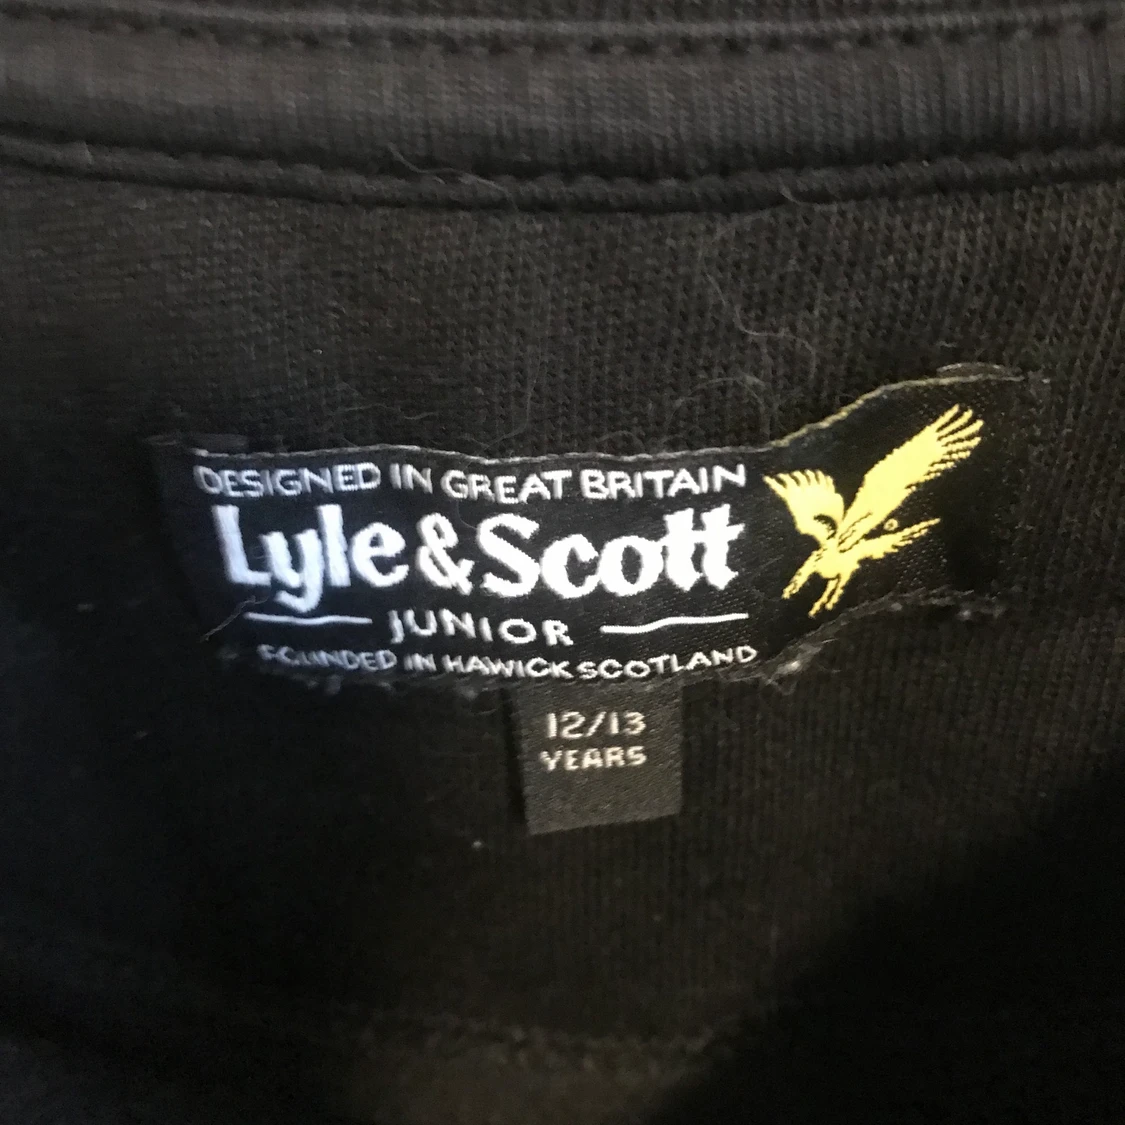 DESIGNED IN GREAT BRITAIN
Lyle & Scott
JUNIOR
FOUNDED IN HAWICK SCOTLAND
12/13
YEARS